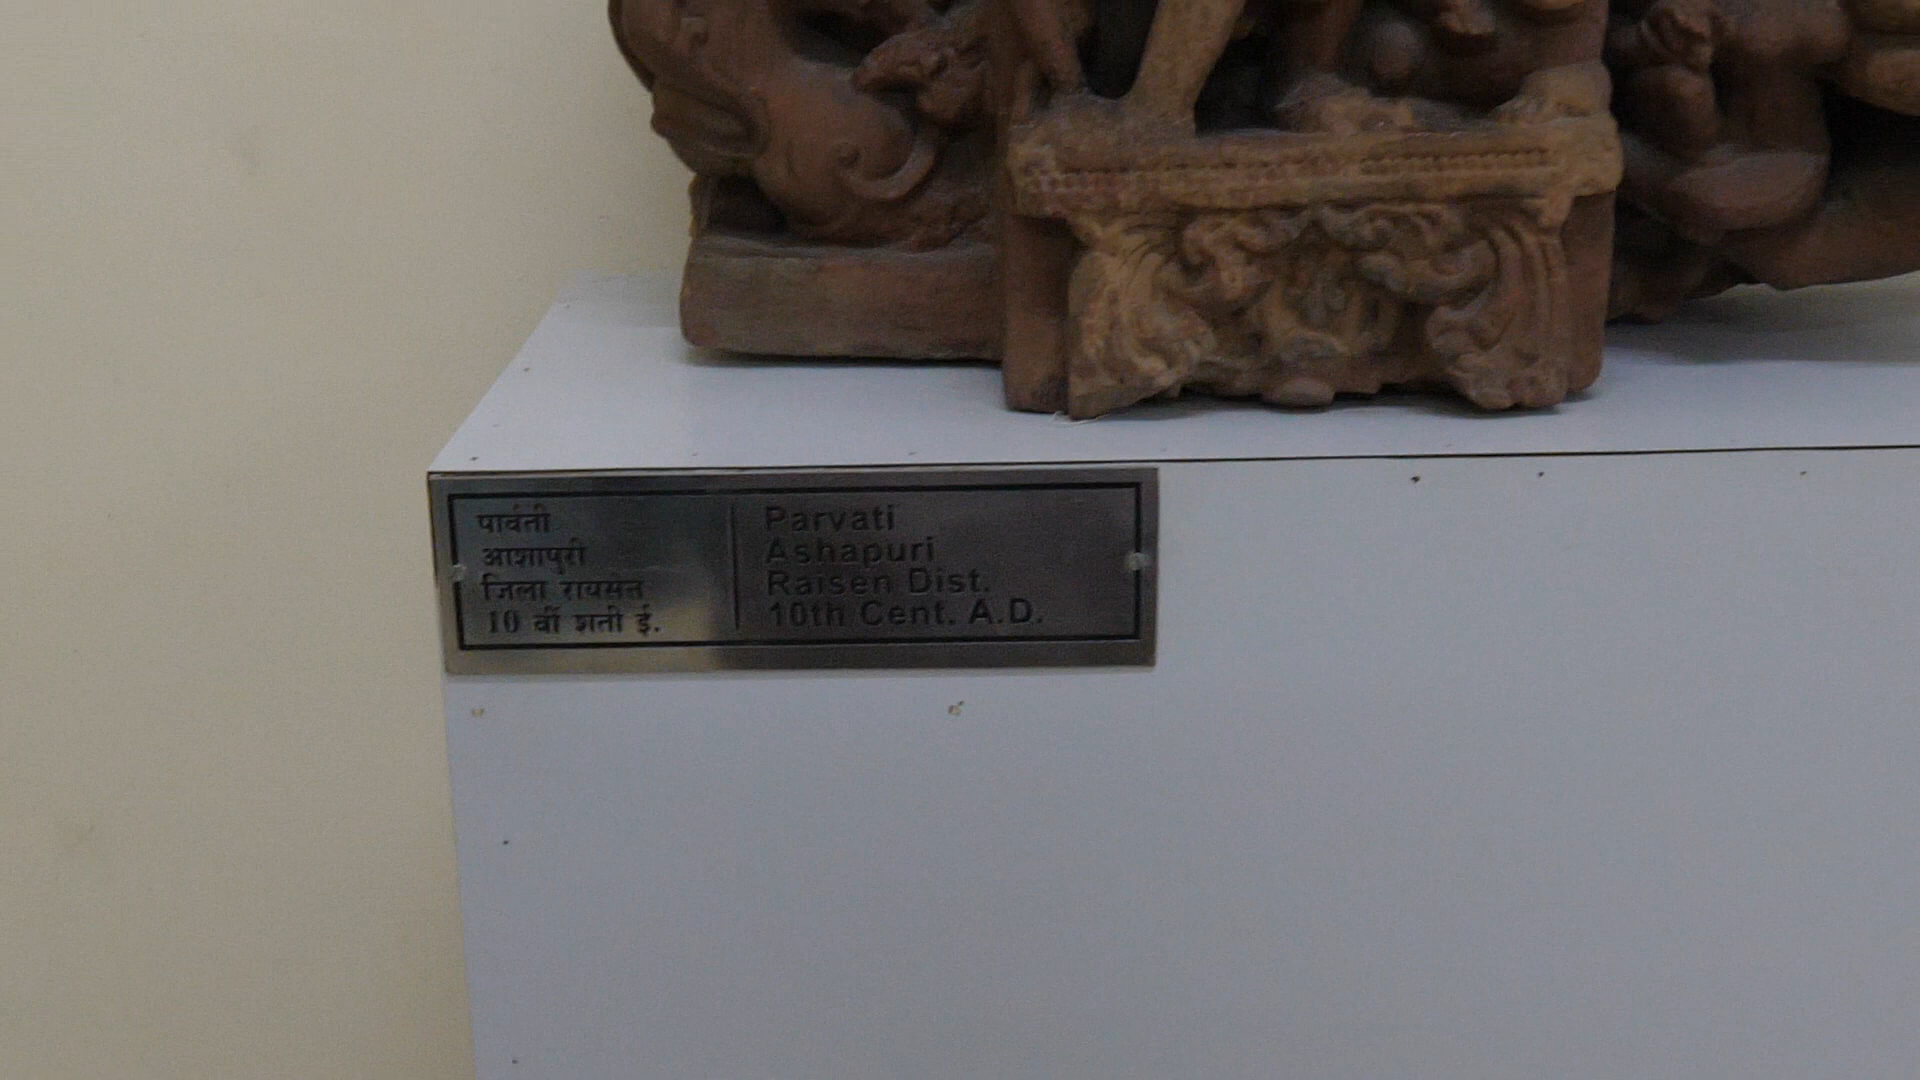 पार्वती
आशापुरी
जिला रायसेन
10 वीं शती ई.
Parvati
Ashapuri
Raisen Dist.
10th Cent. A.D.